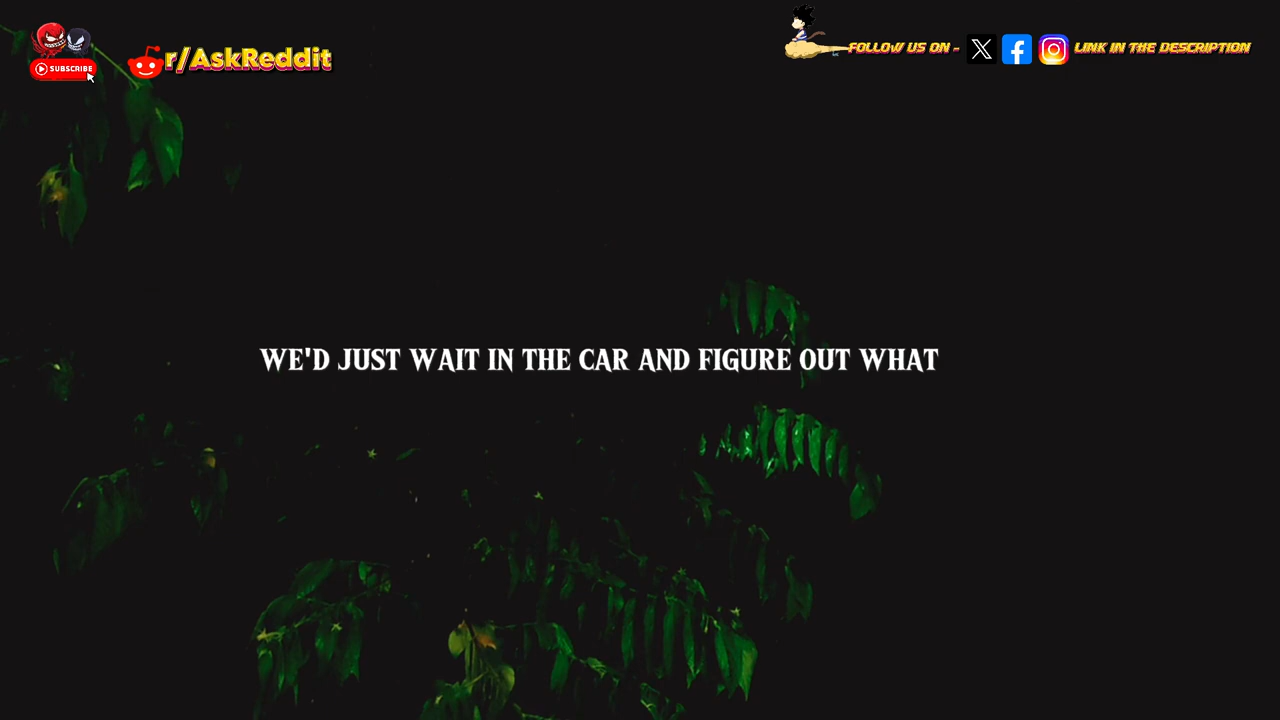 SUBSCRIBE
r/AskReddit
FOLLOW US ON -
LINK IN THE DESCRIPTION
WE'D JUST WAIT IN THE CAR AND FIGURE OUT WHAT